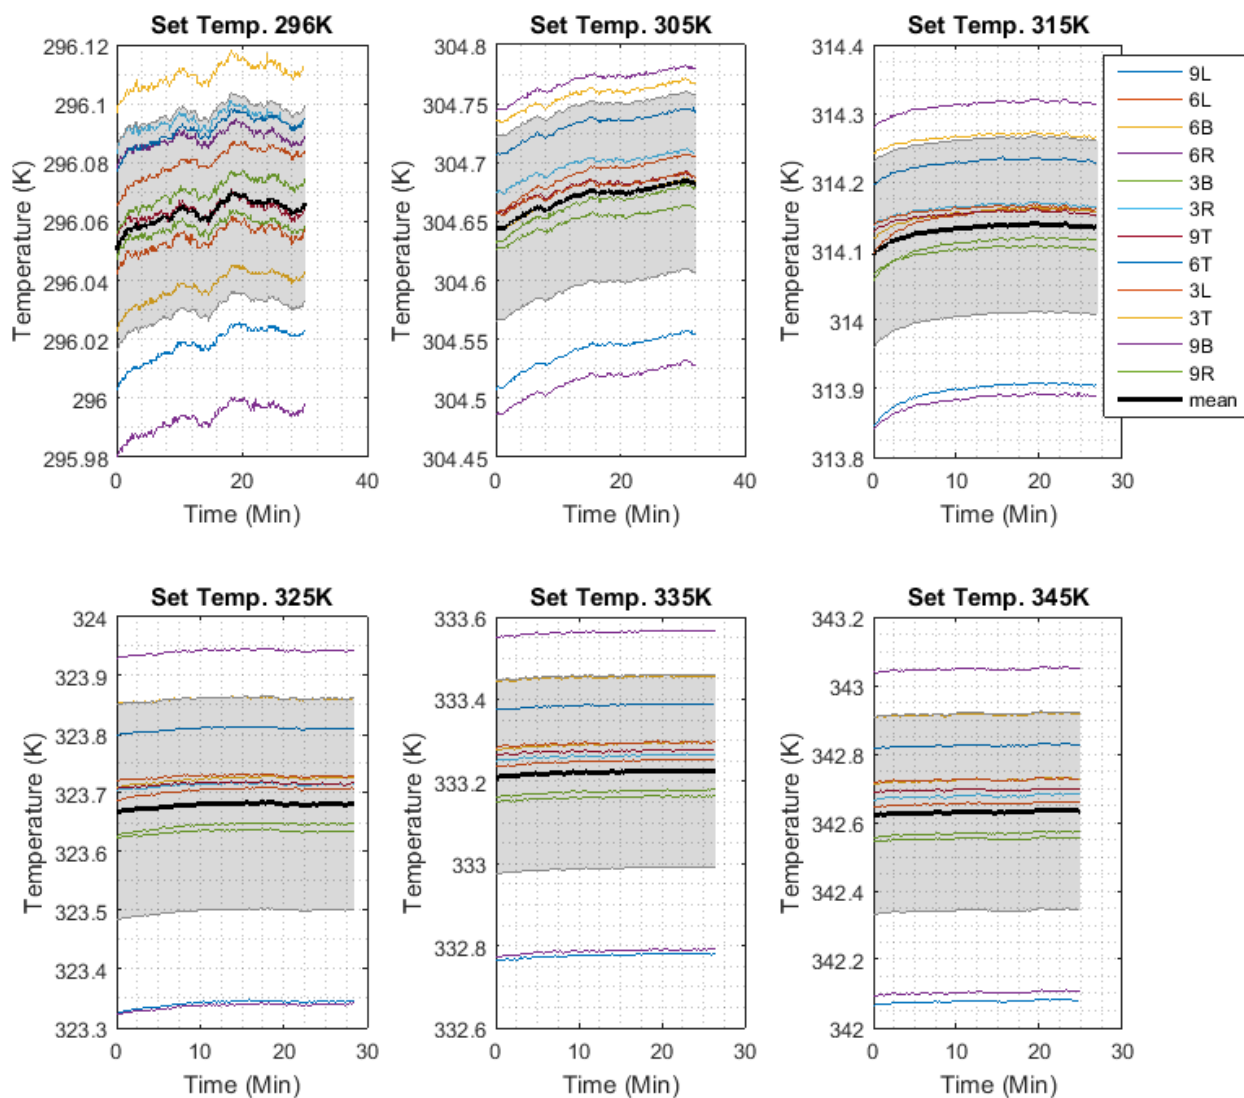 Set Temp. 296K
296.12
296.1
296.08
296.06
296.04
296.02
296
295.98
0
20
40
Temperature (K)
Time (Min)
Set Temp. 305K
304.8
304.75
304.7
304.65
304.6
304.55
304.5
304.45
0
20
40
Temperature (K)
Time (Min)
Set Temp. 315K
314.4
314.3
314.2
314.1
314
313.9
313.8
0
10
20
30
Temperature (K)
Time (Min)
9L
6L
6B
6R
3B
3R
9T
6T
3L
3T
9B
9R
mean
Set Temp. 325K
324
323.9
323.8
323.7
323.6
323.5
323.4
323.3
0
10
20
30
Temperature (K)
Time (Min)
Set Temp. 335K
333.6
333.4
333.2
333
332.8
332.6
0
10
20
30
Temperature (K)
Time (Min)
Set Temp. 345K
343.2
343
342.8
342.6
342.4
342.2
342
0
10
20
30
Temperature (K)
Time (Min)